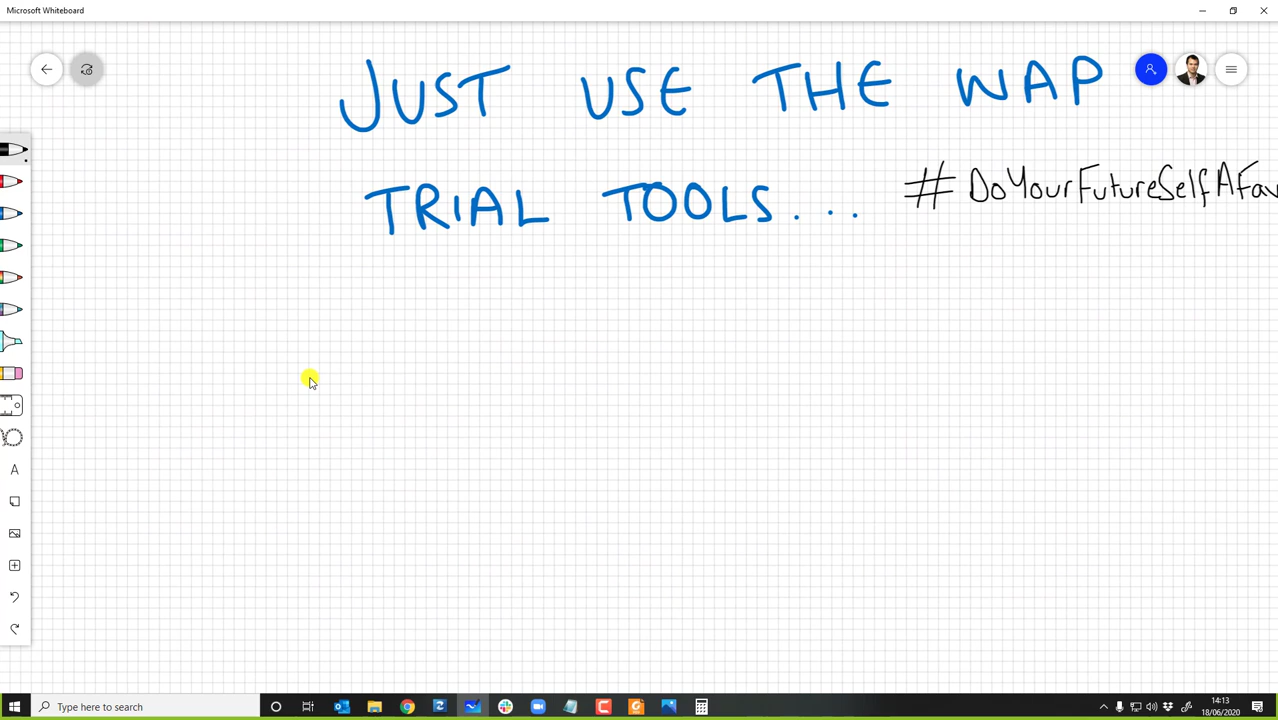 Microsoft Whiteboard
JUST USE THE WAP
TRIAL TOOLS...
#DoYourFutureSelfAFav
A
Type here to search
14:13
18/06/2020